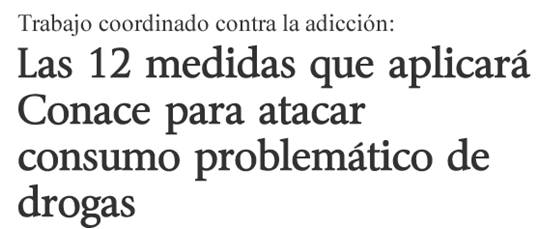 Trabajo coordinado contra la adicción:
Las 12 medidas que aplicará
Conace para atacar
consumo problemático de
drogas